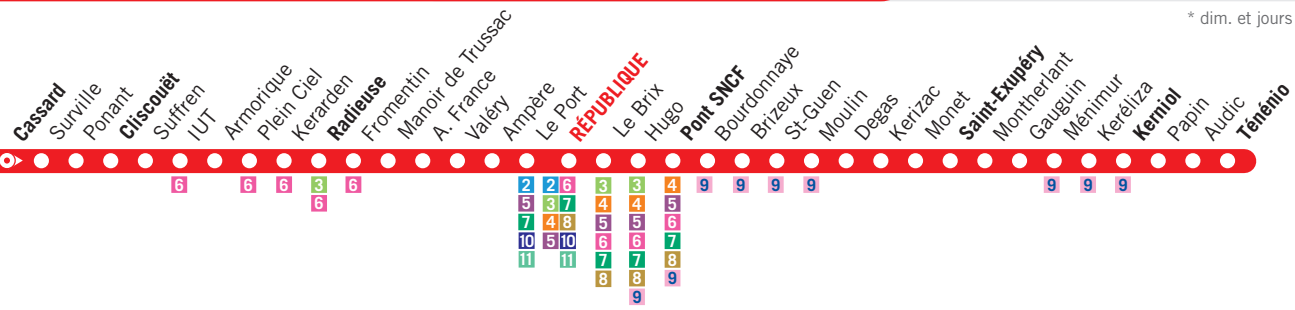 * dim. et jours
Cassard
Surville
Ponant
Cliscouët
Suffren
IUT
Armorique
Plein Ciel
Kerarden
Radieuse
Fromentin
Manoir de Trussac
A. France
Valéry
Ampère
Le Port
RÉPUBLIQUE
Le Brix
Hugo
Pont SNCF
Bourdonnaye
Brizeux
St-Guen
Moulin
Degas
Kerizac
Monet
Saint-Exupéry
Montherlant
Gauguin
Ménimur
Keréliza
Kerniol
Papin
Audic
Ténénio
6 6 6 3 6 2 2 6 3 3 4 9 9 9 9 9 9 9
6 5 3 7 4 4 5
7 4 8 5 5 6
10 5 10 6 6 7
11 11 7 7 8
8 8 9
9